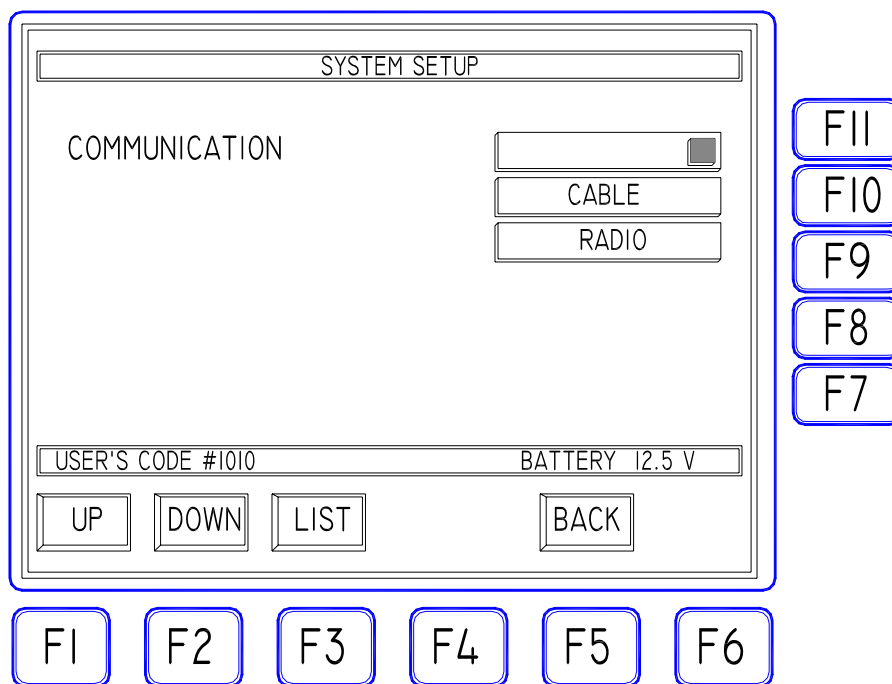 SYSTEM SETUP
COMMUNICATION
CABLE
RADIO
F11
F10
F9
F8
F7
USER'S CODE #1010 BATTERY 12.5 V
UP DOWN LIST BACK
F1 F2 F3 F4 F5 F6